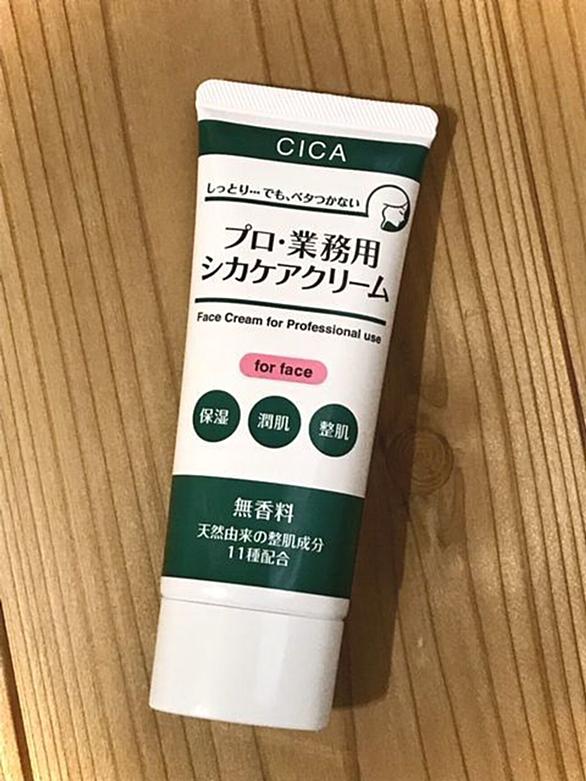 CICA
しっとり…でも、ベタつかない
プロ・業務用
シカケアクリーム
Face Cream for Professional use
for face
保湿 潤肌 整肌
無香料
天然由来の整肌成分
11種配合